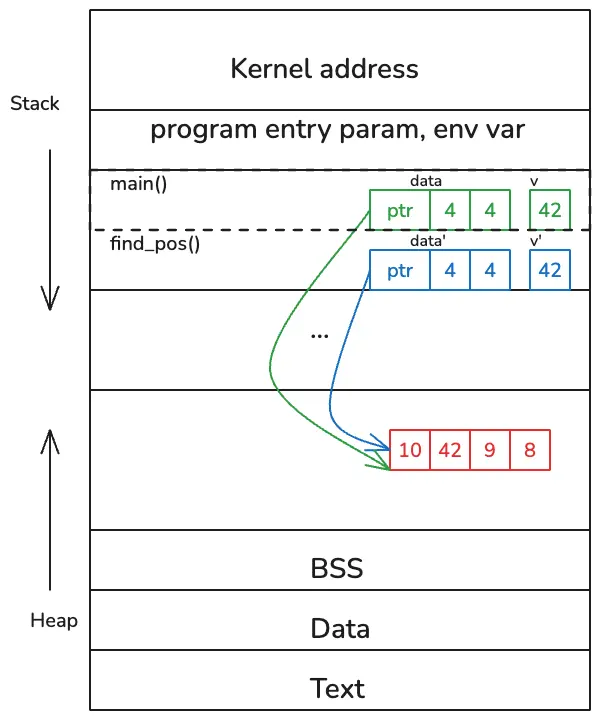 Kernel address
Stack
program entry param, env var
main()
data
v
ptr 4 4 42
find_pos()
data'
v'
ptr 4 4 42
...
10 42 9 8
BSS
Heap
Data
Text